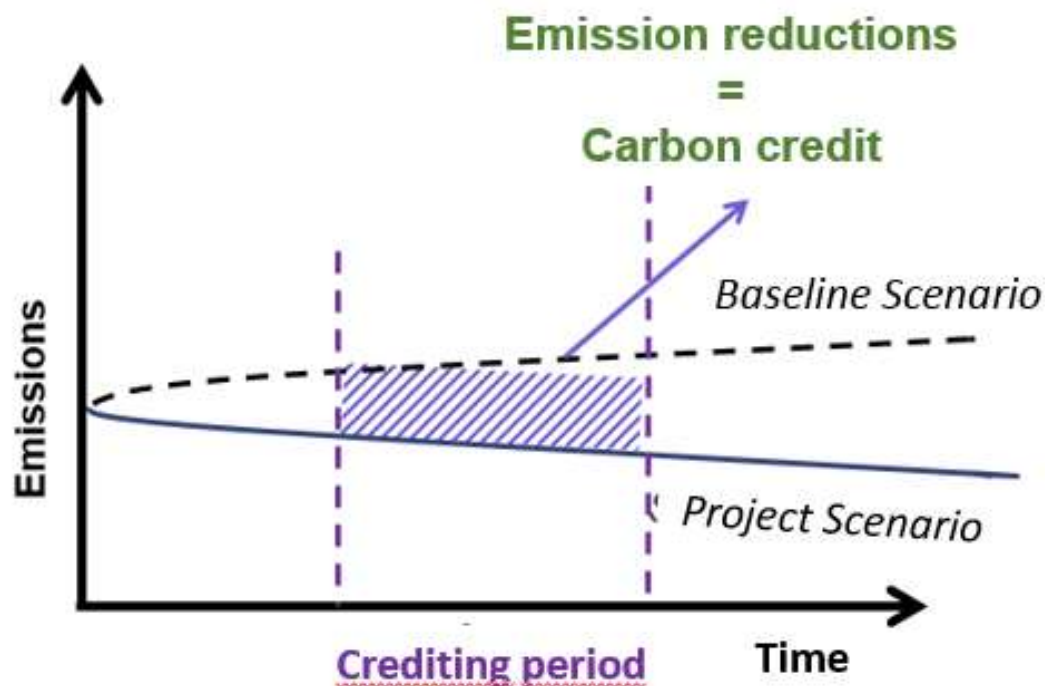 Emission reductions
=
Carbon credit
Baseline Scenario
Emissions
Project Scenario
Crediting period
Time